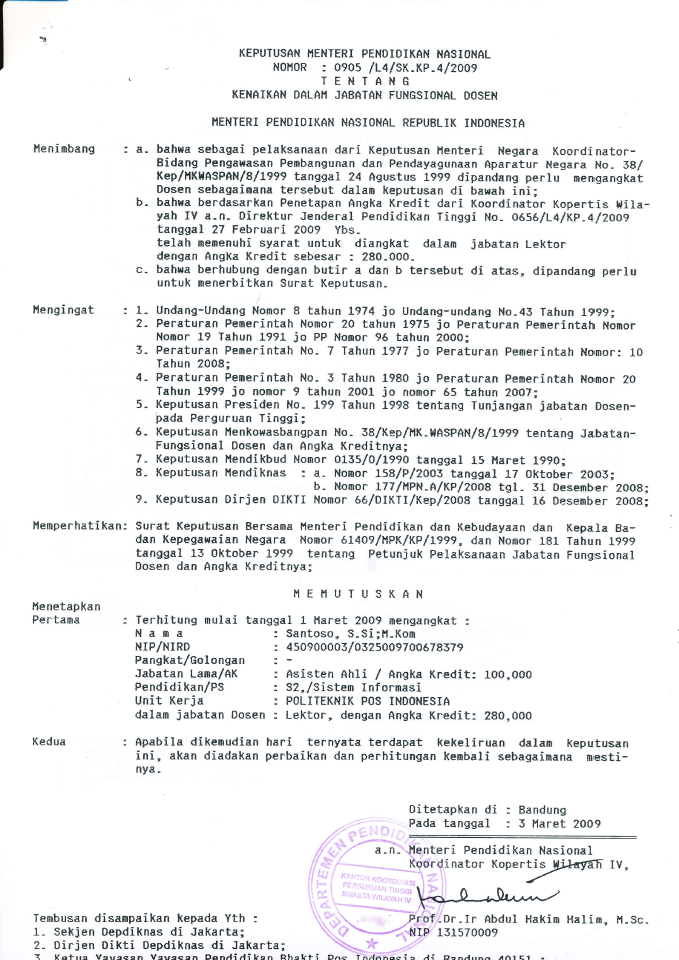 KEPUTUSAN MENTERI PENDIDIKAN NASIONAL
NOMOR : 0905 /L4/SK.KP.4/2009
T E N T A N G
KENAIKAN DALAM JABATAN FUNGSIONAL DOSEN
MENTERI PENDIDIKAN NASIONAL REPUBLIK INDONESIA
Menimbang : a. bahwa sebagai pelaksanaan dari Keputusan Menteri Negara Koordinator-
Bidang Pengawasan Pembangunan dan Pendayagunaan Aparatur Negara No. 38/
Kep/MKWASPAN/8/1999 tanggal 24 Agustus 1999 dipandang perlu mengangkat
Dosen sebagaimana tersebut dalam keputusan di bawah ini;
b. bahwa berdasarkan Penetapan Angka Kredit dari Koordinator Kopertis Wila-
yah IV a.n. Direktur Jenderal Pendidikan Tinggi No. 0656/L4/KP.4/2009
tanggal 27 Februari 2009 Ybs.
telah memenuhi syarat untuk diangkat dalam jabatan Lektor
dengan Angka Kredit sebesar : 280.000.
c. bahwa berhubung dengan butir a dan b tersebut di atas, dipandang perlu
untuk menerbitkan Surat Keputusan.
Mengingat : 1. Undang-Undang Nomor 8 tahun 1974 jo Undang-undang No.43 Tahun 1999;
2. Peraturan Pemerintah Nomor 20 tahun 1975 jo Peraturan Pemerintah Nomor
Nomor 19 Tahun 1991 jo PP Nomor 96 tahun 2000;
3. Peraturan Pemerintah No. 7 Tahun 1977 jo Peraturan Pemerintah Nomor: 10
Tahun 2008;
4. Peraturan Pemerintah No. 3 Tahun 1980 jo Peraturan Pemerintah Nomor 20
Tahun 1999 jo nomor 9 tahun 2001 jo nomor 65 tahun 2007;
5. Keputusan Presiden No. 199 Tahun 1998 tentang Tunjangan jabatan Dosen-
pada Perguruan Tinggi;
6. Keputusan Menkowasbangpan No. 38/Kep/MK.WASPAN/8/1999 tentang Jabatan-
Fungsional Dosen dan Angka Kreditnya;
7. Keputusan Mendikbud Nomor 0135/O/1990 tanggal 15 Maret 1990;
8. Keputusan Mendiknas : a. Nomor 158/P/2003 tanggal 17 Oktober 2003;
b. Nomor 177/MPN.A/KP/2008 tgl. 31 Desember 2008;
9. Keputusan Dirjen DIKTI Nomor 66/DIKTI/Kep/2008 tanggal 16 Desember 2008;
Memperhatikan: Surat Keputusan Bersama Menteri Pendidikan dan Kebudayaan dan Kepala Ba-
dan Kepegawaian Negara Nomor 61409/MPK/KP/1999, dan Nomor 181 Tahun 1999
tanggal 13 Oktober 1999 tentang Petunjuk Pelaksanaan Jabatan Fungsional
Dosen dan Angka Kreditnya;
M E M U T U S K A N
Menetapkan
Pertama : Terhitung mulai tanggal 1 Maret 2009 mengangkat :
N a m a : Santoso, S.Si;M.Kom
NIP/NIRD : 450900003/0325009700678379
Pangkat/Golongan : -
Jabatan Lama/AK : Asisten Ahli / Angka Kredit: 100,000
Pendidikan/PS : S2,/Sistem Informasi
Unit Kerja : POLITEKNIK POS INDONESIA
dalam jabatan Dosen : Lektor, dengan Angka Kredit: 280,000
Kedua : Apabila dikemudian hari ternyata terdapat kekeliruan dalam keputusan
ini, akan diadakan perbaikan dan perhitungan kembali sebagaimana mesti-
nya.
Ditetapkan di : Bandung
Pada tanggal : 3 Maret 2009
a.n. Menteri Pendidikan Nasional
Koordinator Kopertis Wilayah IV,
DEPARTEMEN PENDIDIKAN NASIONAL
KANTOR KOORDINASI
PERGURUAN TINGGI
SWASTA WILAYAH IV
Prof.Dr.Ir Abdul Hakim Halim, M.Sc.
NIP 131570009
Tembusan disampaikan kepada Yth :
1. Sekjen Depdiknas di Jakarta;
2. Dirjen Dikti Depdiknas di Jakarta;
3. Ketua Yayasan Yayasan Pendidikan Bhakti Pos Indonesia di Bandung 40151 ;